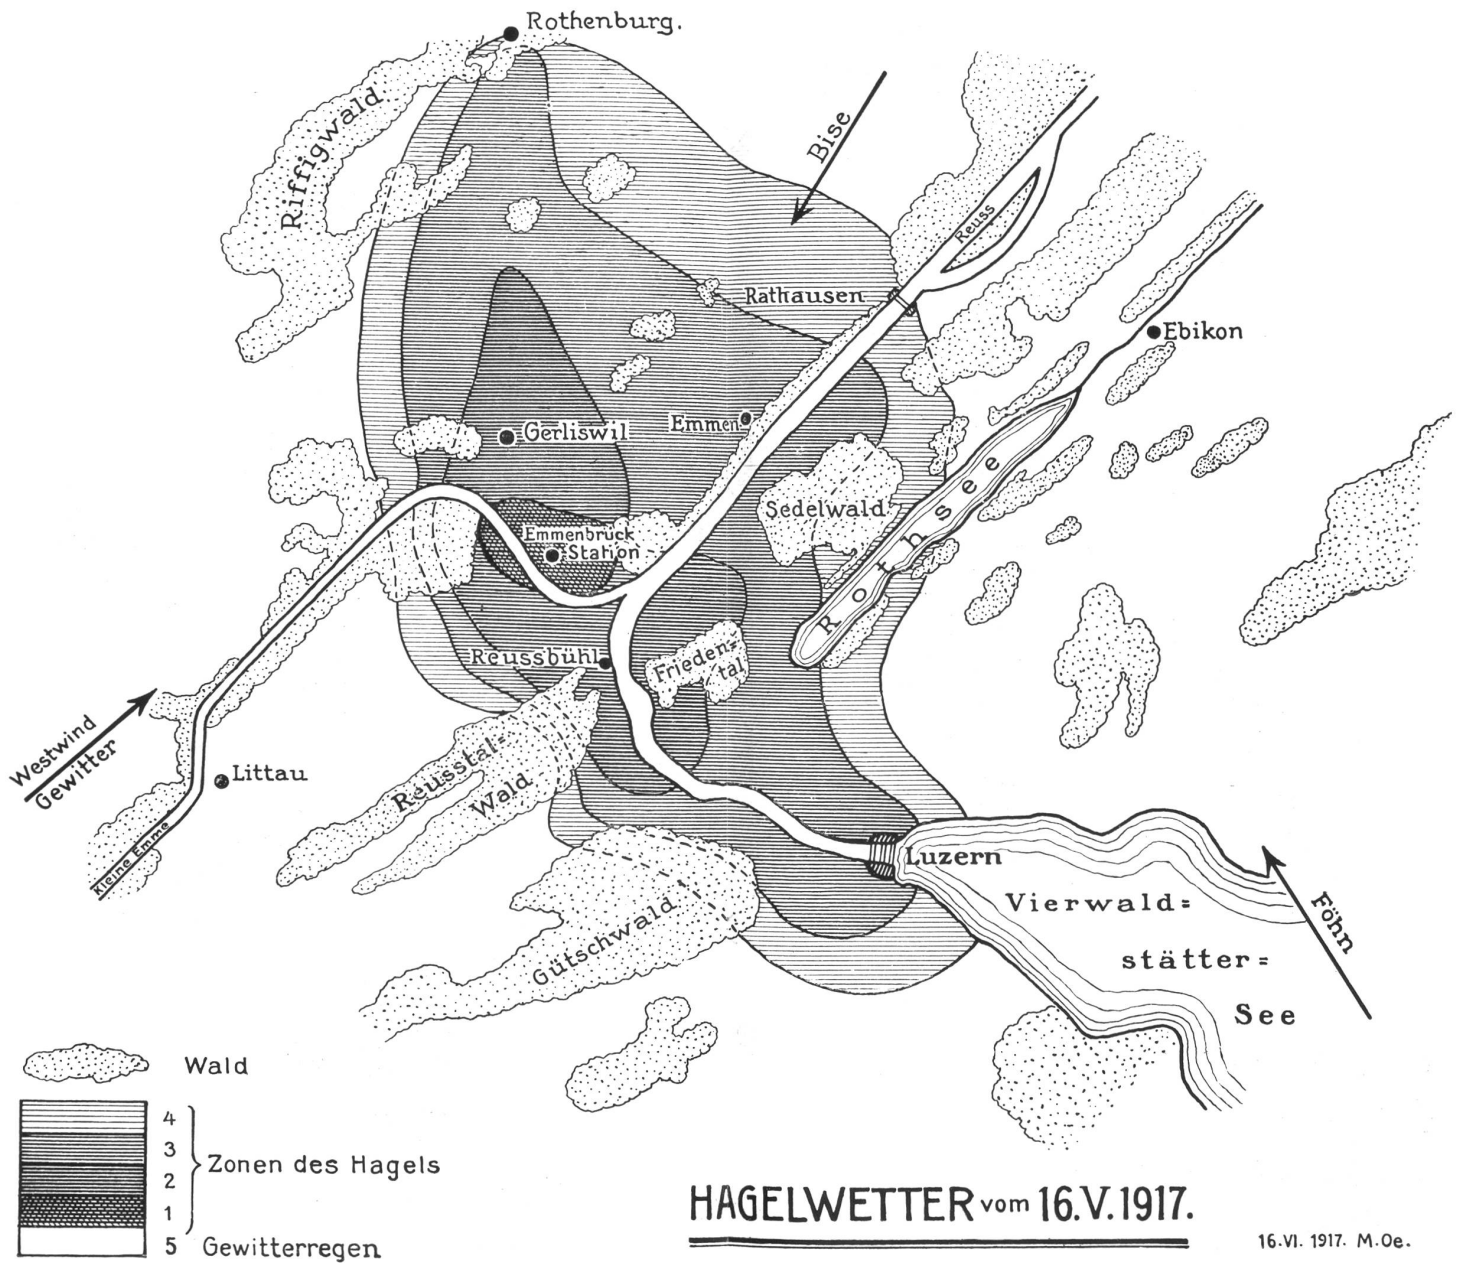 Rothenburg.
Riffigwald
Bise
Reuss
Rathausen
Ebikon
Emmen
Gerliswil
Sedelwald
Rothsee
Emmenbrück
Station
Reussbühl
Frieden=
tal
Westwind
Gewitter
Littau
Kleine Emme
Reusstal=
Wald
Gütschwald
Luzern
Vierwald=
stätter=
See
Föhn
Wald
4
3
2
1
Zonen des Hagels
5 Gewitterregen
HAGELWETTER vom 16.V.1917.
16.VI. 1917. M.Oe.